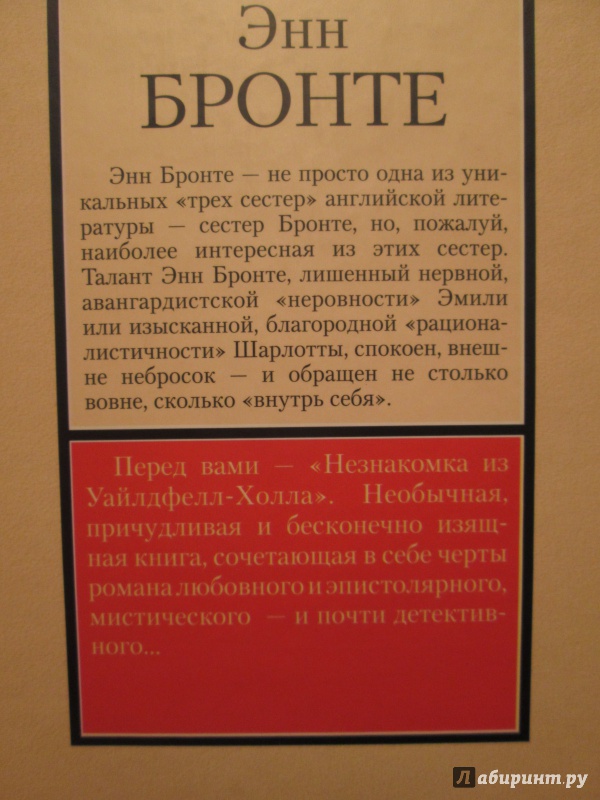 Энн
БРОНТЕ
Энн Бронте — не просто одна из уни-
кальных «трех сестер» английской лите-
ратуры — сестер Бронте, но, пожалуй,
наиболее интересная из этих сестер.
Талант Энн Бронте, лишенный нервной,
авангардистской «неровности» Эмили
или изысканной, благородной «рациона-
листичности» Шарлотты, спокоен, внеш-
не небросок — и обращен не столько
вовне, сколько «внутрь себя».
Перед вами — «Незнакомка из
Уайлдфелл-Холла». Необычная,
причудливая и бесконечно изящ-
ная книга, сочетающая в себе черты
романа любовного и эпистолярного,
мистического — и почти детектив-
ного...
Лабиринт.ру